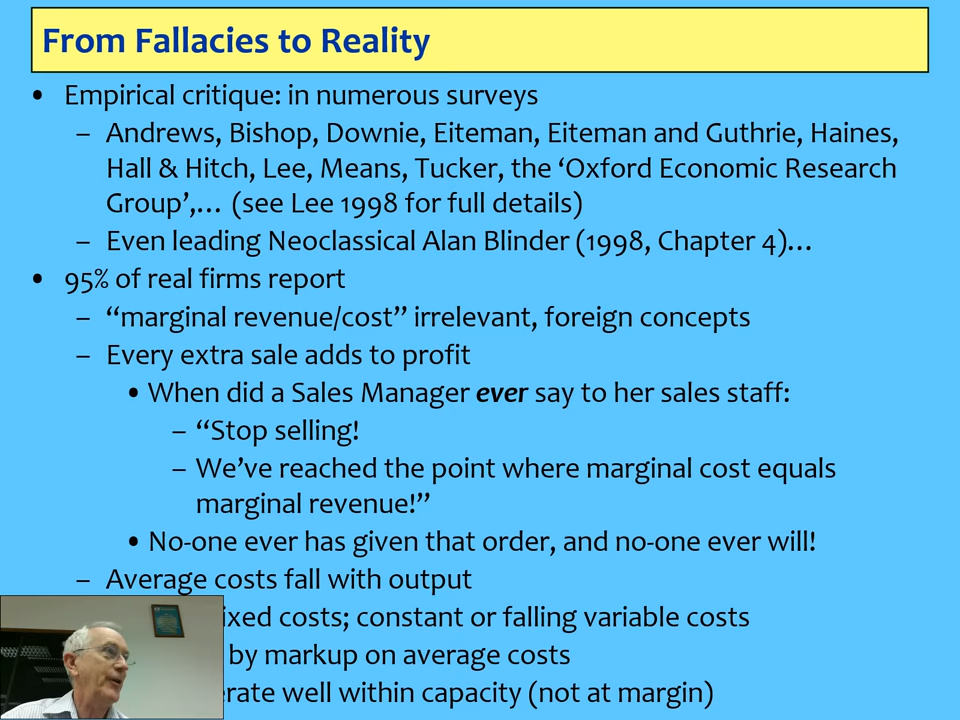 From Fallacies to Reality
• Empirical critique: in numerous surveys
– Andrews, Bishop, Downie, Eiteman, Eiteman and Guthrie, Haines,
Hall & Hitch, Lee, Means, Tucker, the ‘Oxford Economic Research
Group’,… (see Lee 1998 for full details)
– Even leading Neoclassical Alan Blinder (1998, Chapter 4)…
• 95% of real firms report
– “marginal revenue/cost” irrelevant, foreign concepts
– Every extra sale adds to profit
• When did a Sales Manager ever say to her sales staff:
– “Stop selling!
– We’ve reached the point where marginal cost equals
marginal revenue!”
• No-one ever has given that order, and no-one ever will!
– Average costs fall with output
costs; constant or falling variable costs
by markup on average costs
well within capacity (not at margin)